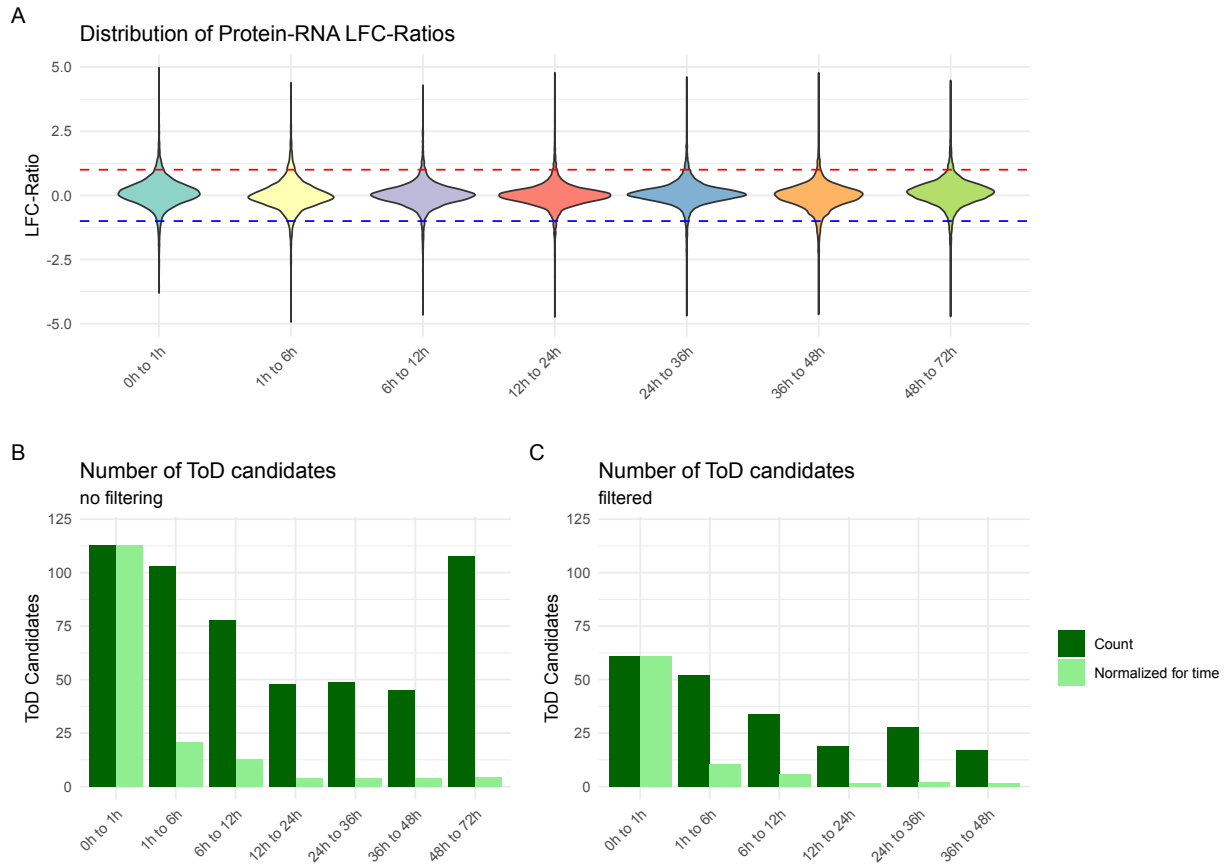 A
Distribution of Protein-RNA LFC-Ratios
LFC-Ratio
5.0
2.5
0.0
-2.5
-5.0
0h to 1h
1h to 6h
6h to 12h
12h to 24h
24h to 36h
36h to 48h
48h to 72h
B
Number of ToD candidates
no filtering
ToD Candidates
125
100
75
50
25
0
0h to 1h
1h to 6h
6h to 12h
12h to 24h
24h to 36h
36h to 48h
48h to 72h
C
Number of ToD candidates
filtered
ToD Candidates
125
100
75
50
25
0
0h to 1h
1h to 6h
6h to 12h
12h to 24h
24h to 36h
36h to 48h
Count
Normalized for time